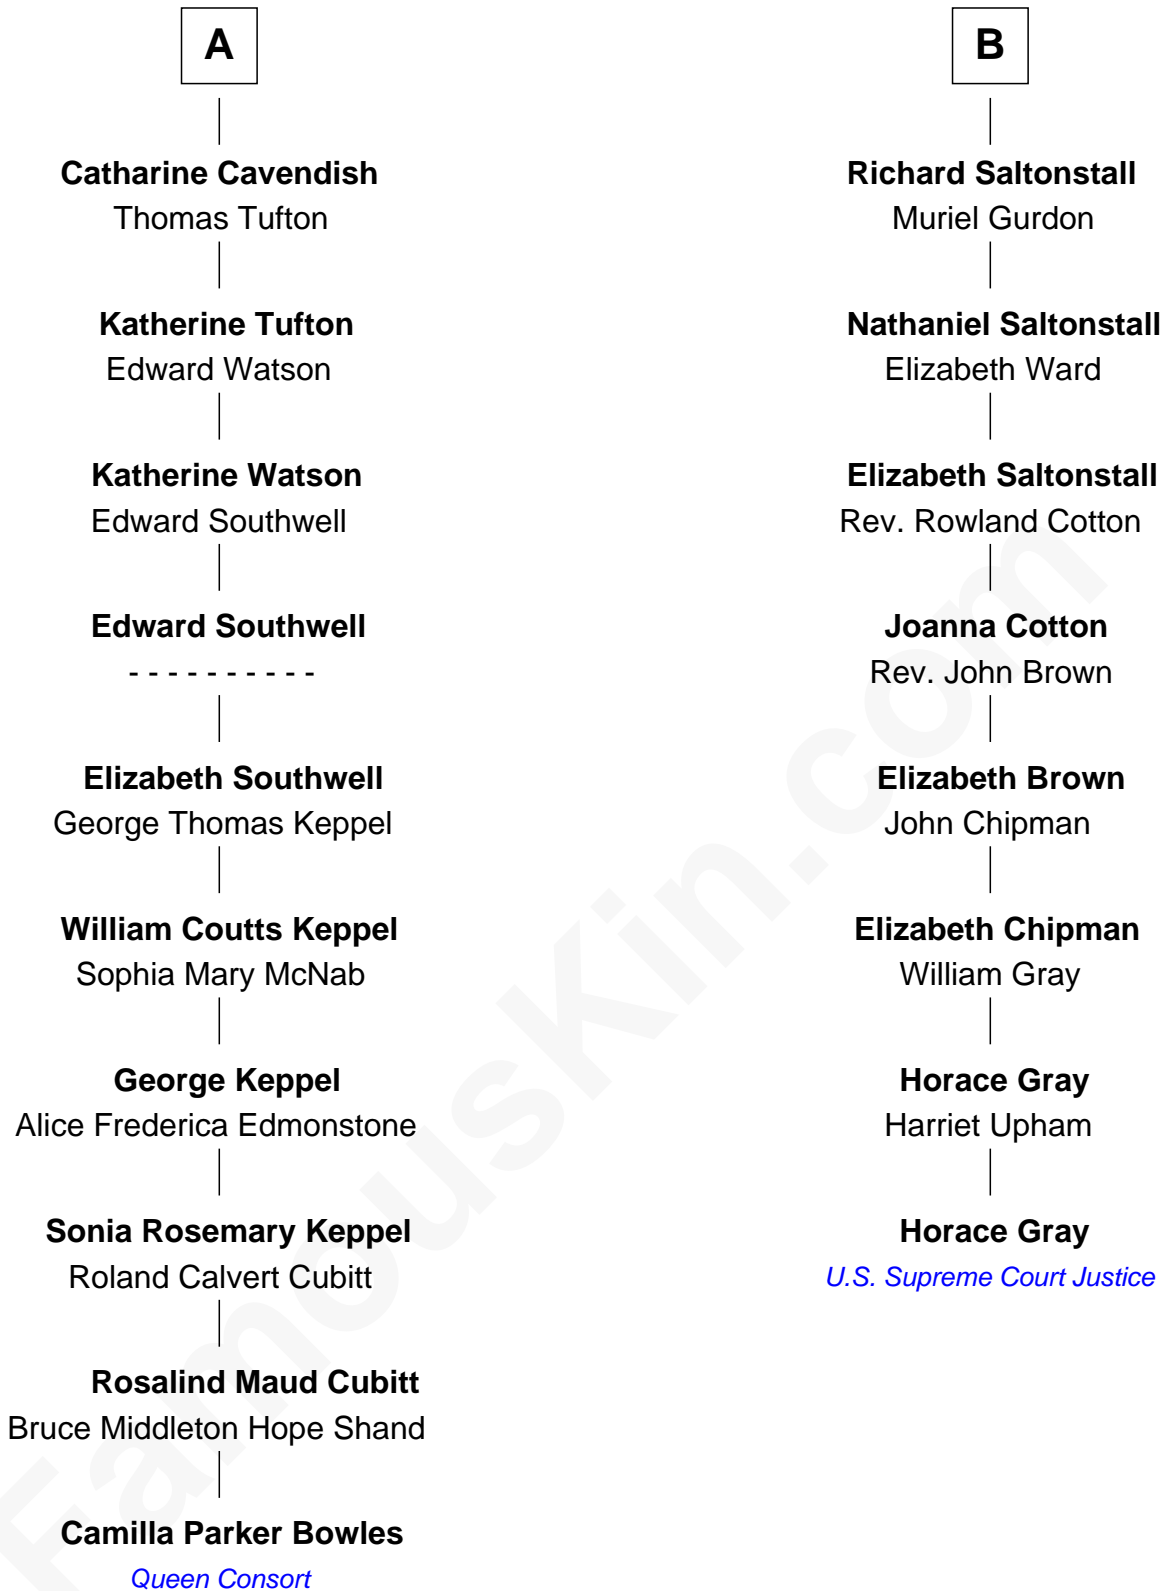 A
Catharine Cavendish
Thomas Tufton
Katherine Tufton
Edward Watson
Katherine Watson
Edward Southwell
Edward Southwell
- - - - - - - - - -
Elizabeth Southwell
George Thomas Keppel
William Coutts Keppel
Sophia Mary McNab
George Keppel
Alice Frederica Edmonstone
Sonia Rosemary Keppel
Roland Calvert Cubitt
Rosalind Maud Cubitt
Bruce Middleton Hope Shand
Camilla Parker Bowles
Queen Consort
B
Richard Saltonstall
Muriel Gurdon
Nathaniel Saltonstall
Elizabeth Ward
Elizabeth Saltonstall
Rev. Rowland Cotton
Joanna Cotton
Rev. John Brown
Elizabeth Brown
John Chipman
Elizabeth Chipman
William Gray
Horace Gray
Harriet Upham
Horace Gray
U.S. Supreme Court Justice
FamousKin.com